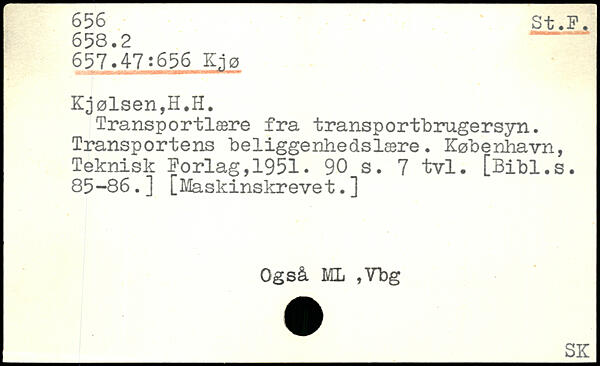 656
St.F.
658.2
657.47:656 Kjø
Kjølsen,H.H.
Transportlære fra transportbrugersyn.
Transportens beliggenhedslære. København,
Teknisk Forlag,1951. 90 s. 7 tvl. [Bibl.s.
85-86.] [Maskinskrevet.]
Også ML ,Vbg
SK